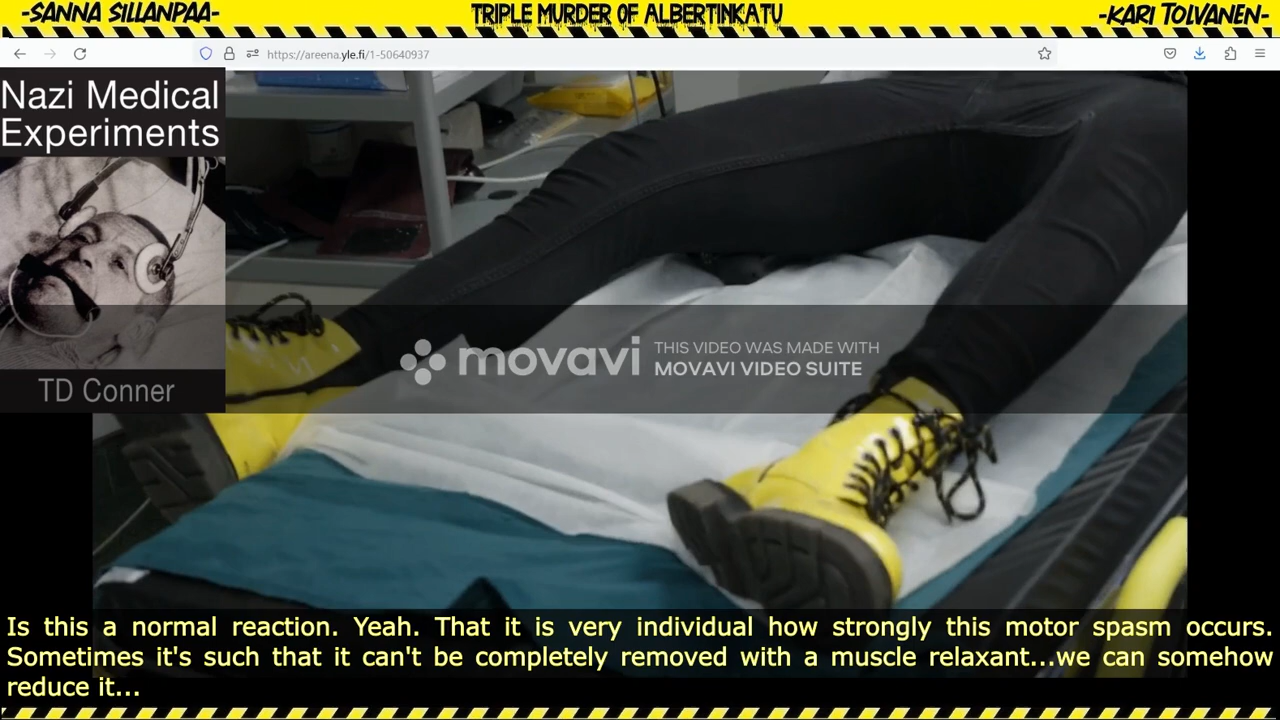 -SANNA SILLANPAA-
TRIPLE MURDER OF ALBERTINKATU
-KARI TOLVANEN-
https://areena.yle.fi/1-50640937
Nazi Medical
Experiments
TD Conner
movavi
THIS VIDEO WAS MADE WITH
MOVAVI VIDEO SUITE
Is this a normal reaction. Yeah. That it is very individual how strongly this motor spasm occurs.
Sometimes it's such that it can't be completely removed with a muscle relaxant...we can somehow
reduce it...